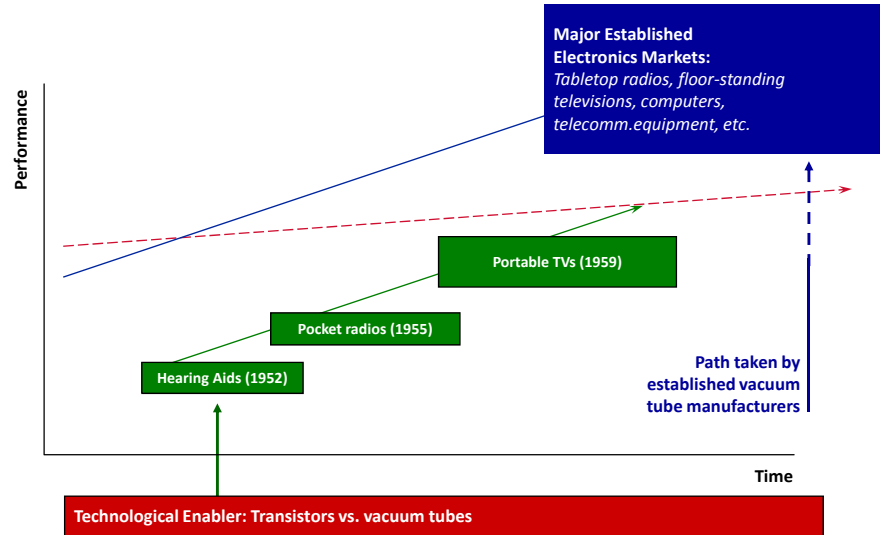 Major Established
Electronics Markets:
Tabletop radios, floor-standing
televisions, computers,
telecomm.equipment, etc.
Performance
Portable TVs (1959)
Pocket radios (1955)
Hearing Aids (1952)
Path taken by
established vacuum
tube manufacturers
Time
Technological Enabler: Transistors vs. vacuum tubes